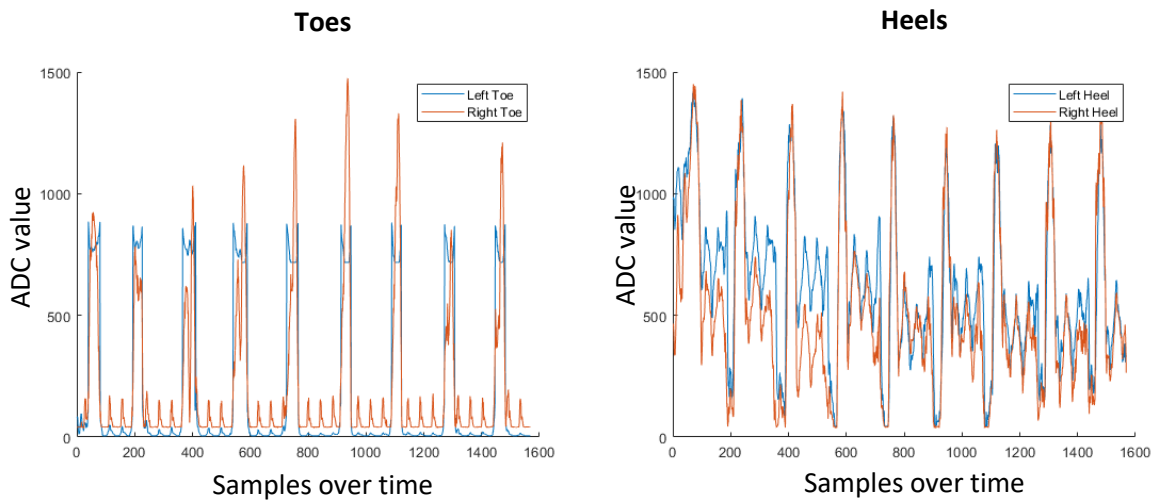 Toes
1500
1000
500
0
0 200 400 600 800 1000 1200 1400 1600
ADC value
Samples over time
Left Toe
Right Toe
Heels
1500
1000
500
0
0 200 400 600 800 1000 1200 1400 1600
ADC value
Samples over time
Left Heel
Right Heel